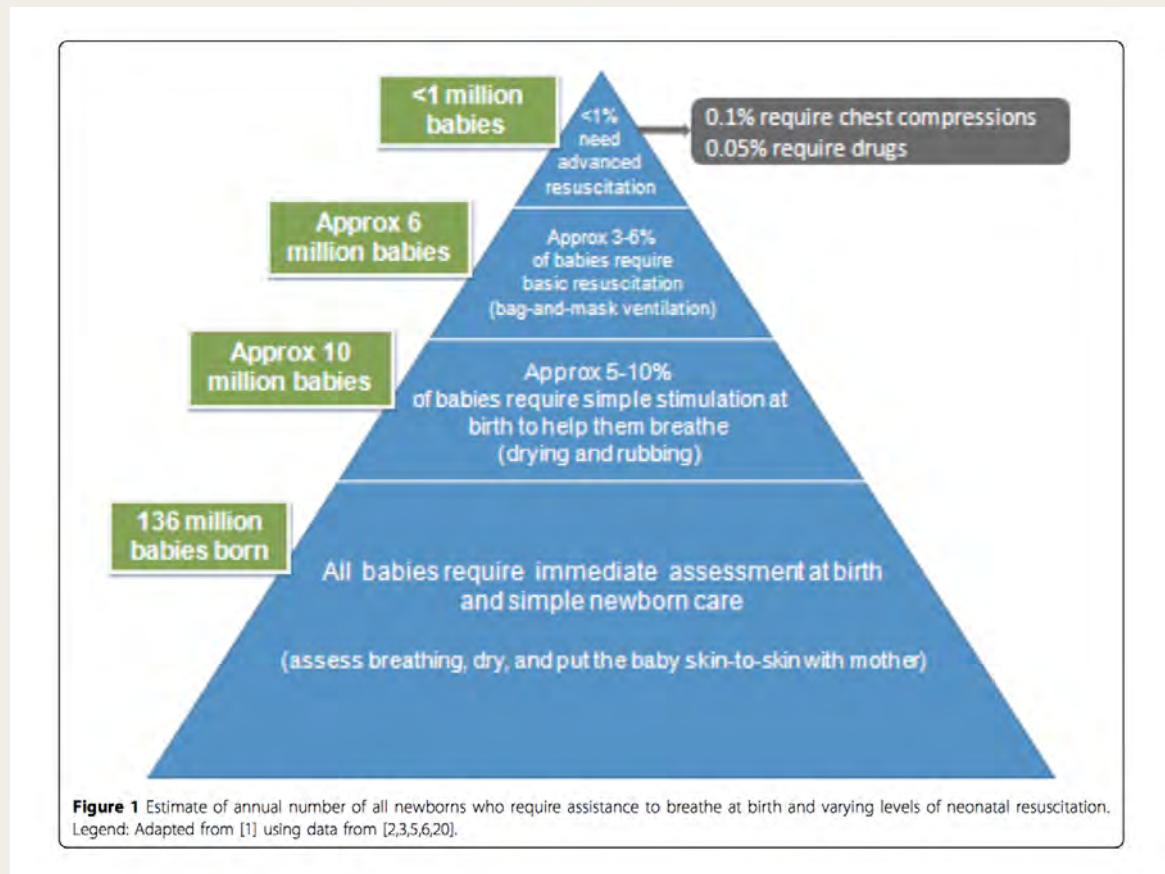 <1 million
babies
<1%
need
advanced
resuscitation
0.1% require chest compressions
0.05% require drugs
Approx 6
million babies
Approx 3-6%
of babies require
basic resuscitation
(bag-and-mask ventilation)
Approx 10
million babies
Approx 5-10%
of babies require simple stimulation at
birth to help them breathe
(drying and rubbing)
136 million
babies born
All babies require immediate assessment at birth
and simple newborn care
(assess breathing, dry, and put the baby skin-to-skin with mother)
Figure 1 Estimate of annual number of all newborns who require assistance to breathe at birth and varying levels of neonatal resuscitation.
Legend: Adapted from [1] using data from [2,3,5,6,20].